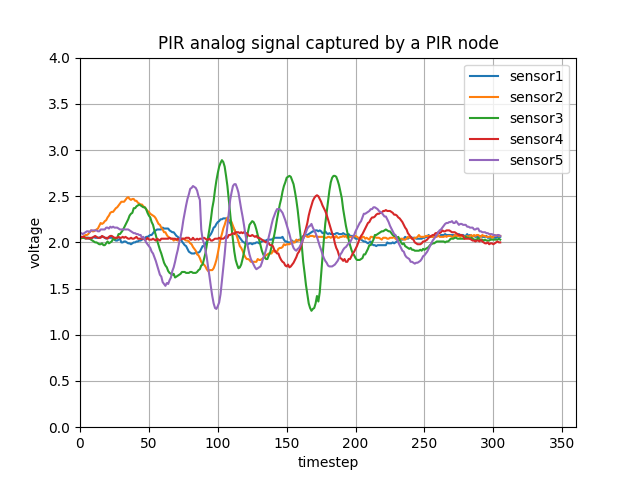 PIR analog signal captured by a PIR node
sensor1
sensor2
sensor3
sensor4
sensor5
voltage
4.0
3.5
3.0
2.5
2.0
1.5
1.0
0.5
0.0
0 50 100 150 200 250 300 350
timestep